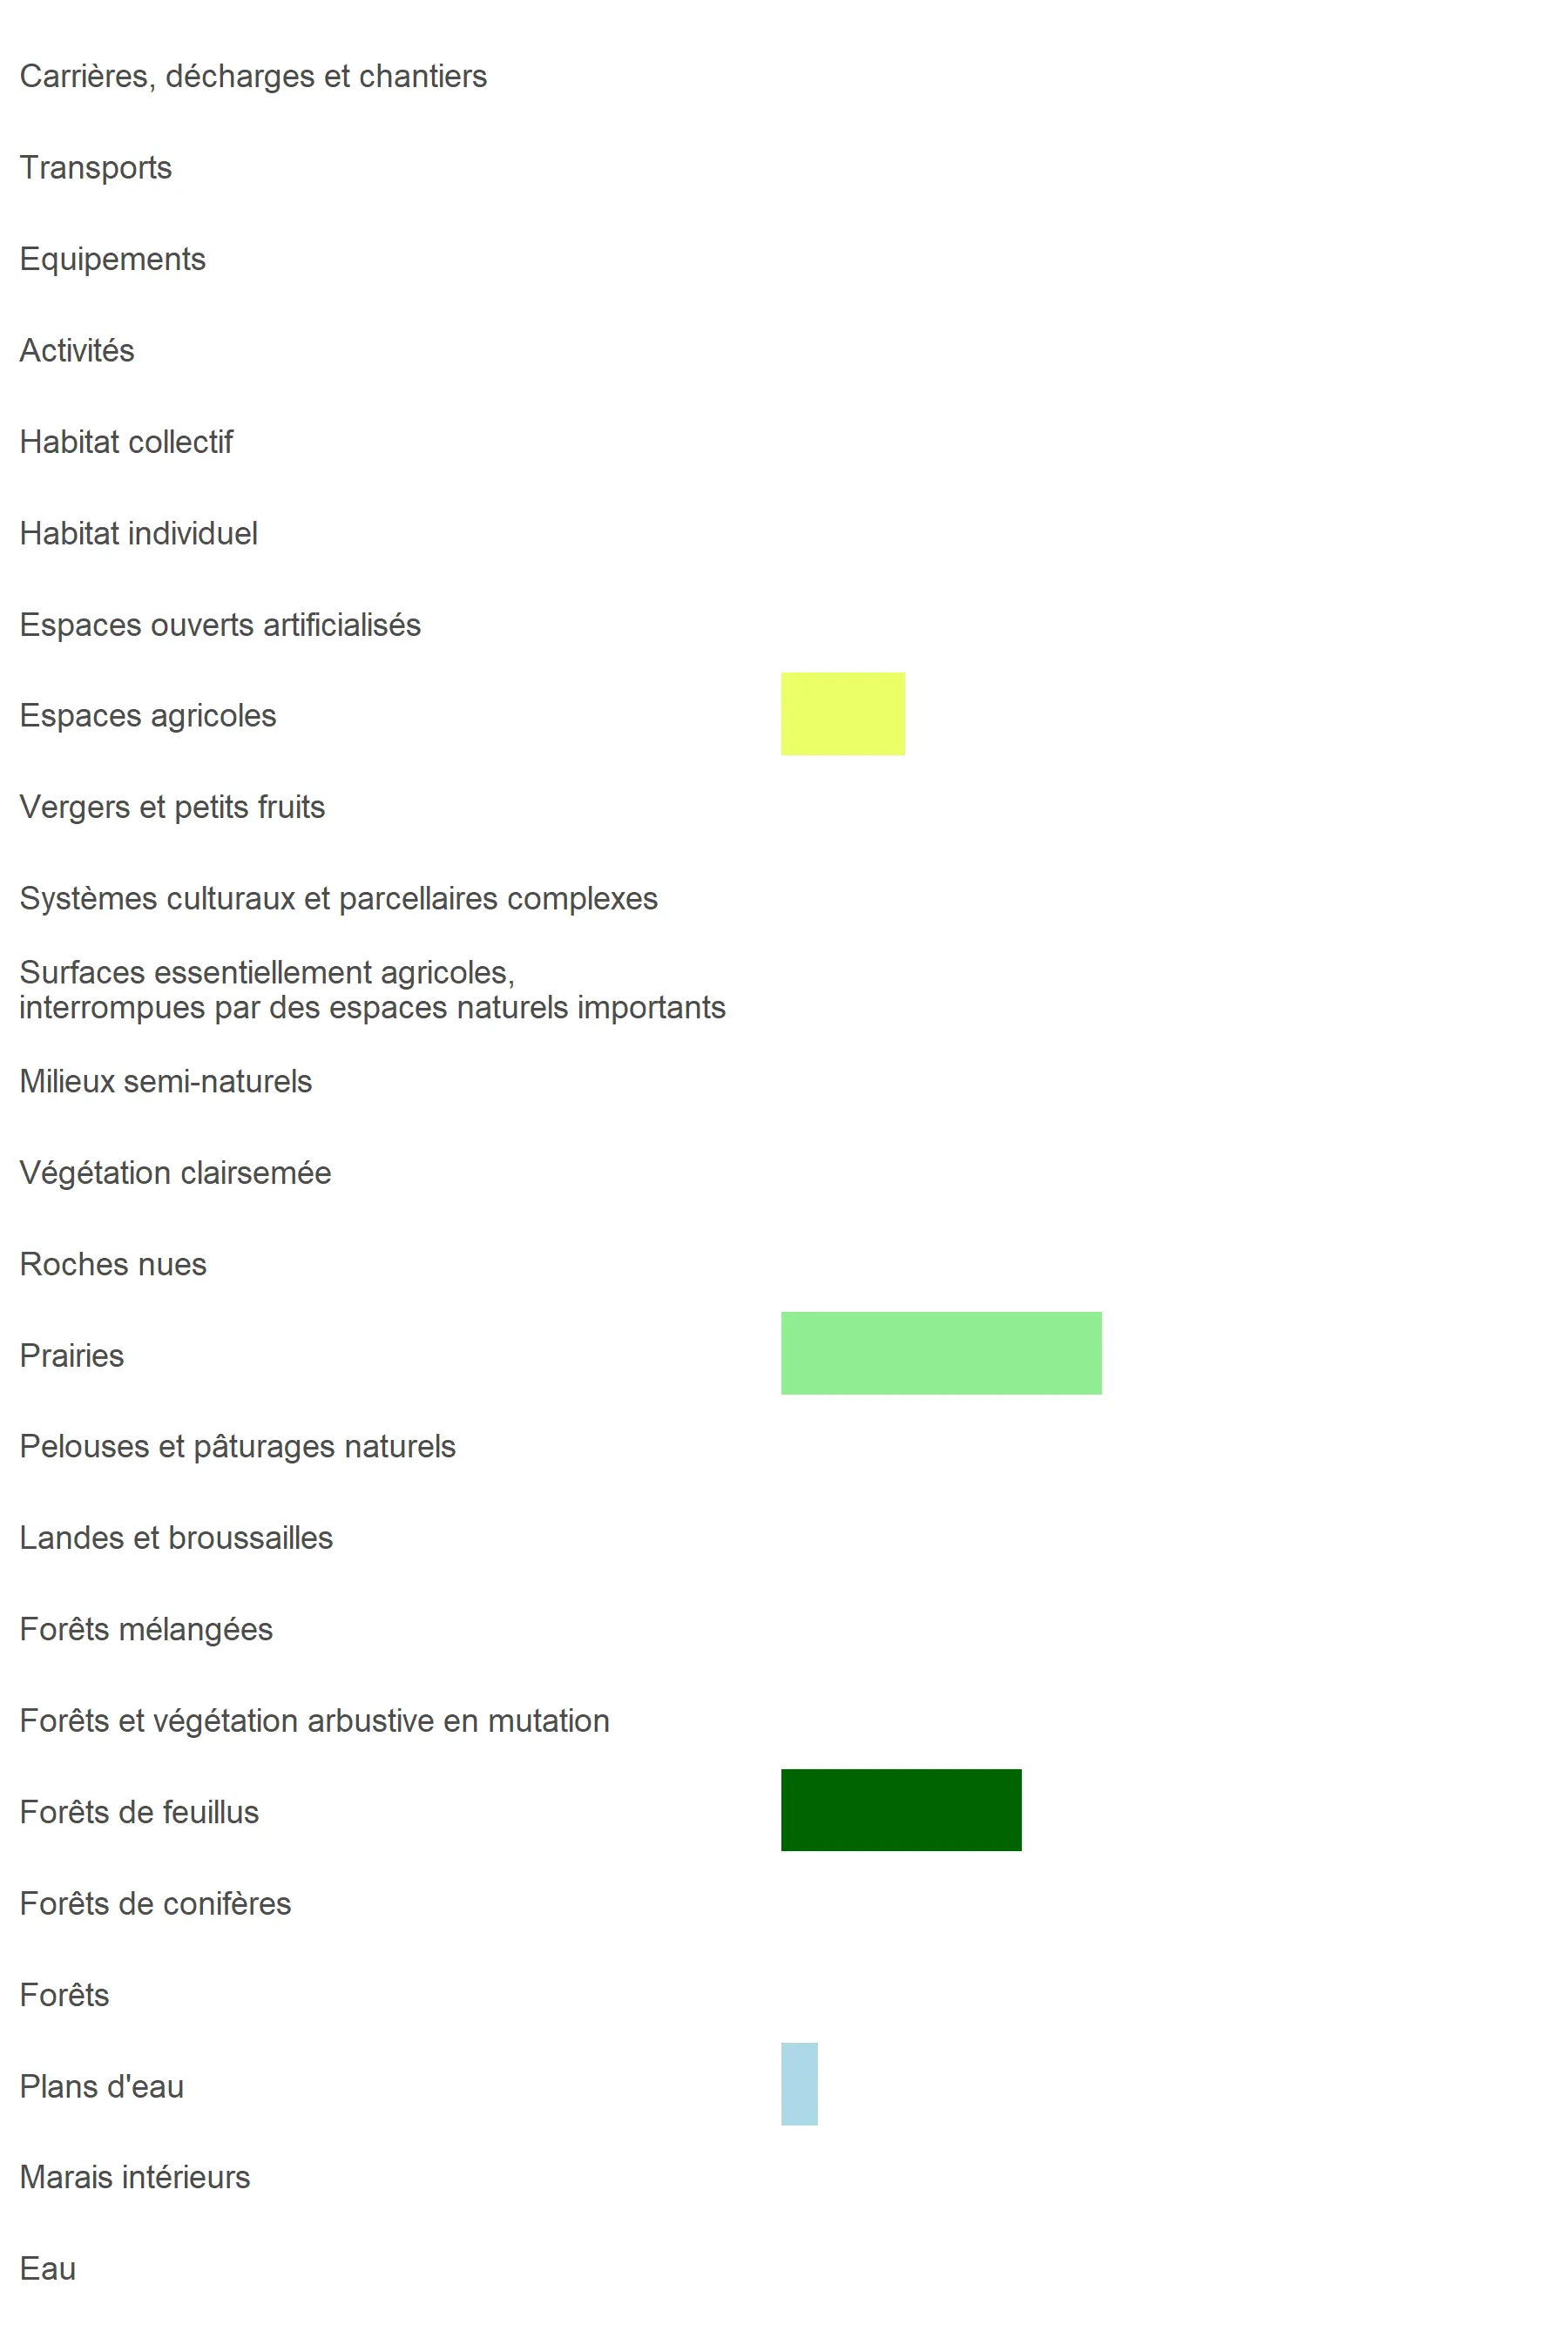 Carrières, décharges et chantiers
Transports
Equipements
Activités
Habitat collectif
Habitat individuel
Espaces ouverts artificialisés
Espaces agricoles
Vergers et petits fruits
Systèmes culturaux et parcellaires complexes
Surfaces essentiellement agricoles,
interrompues par des espaces naturels importants
Milieux semi-naturels
Végétation clairsemée
Roches nues
Prairies
Pelouses et pâturages naturels
Landes et broussailles
Forêts mélangées
Forêts et végétation arbustive en mutation
Forêts de feuillus
Forêts de conifères
Forêts
Plans d'eau
Marais intérieurs
Eau